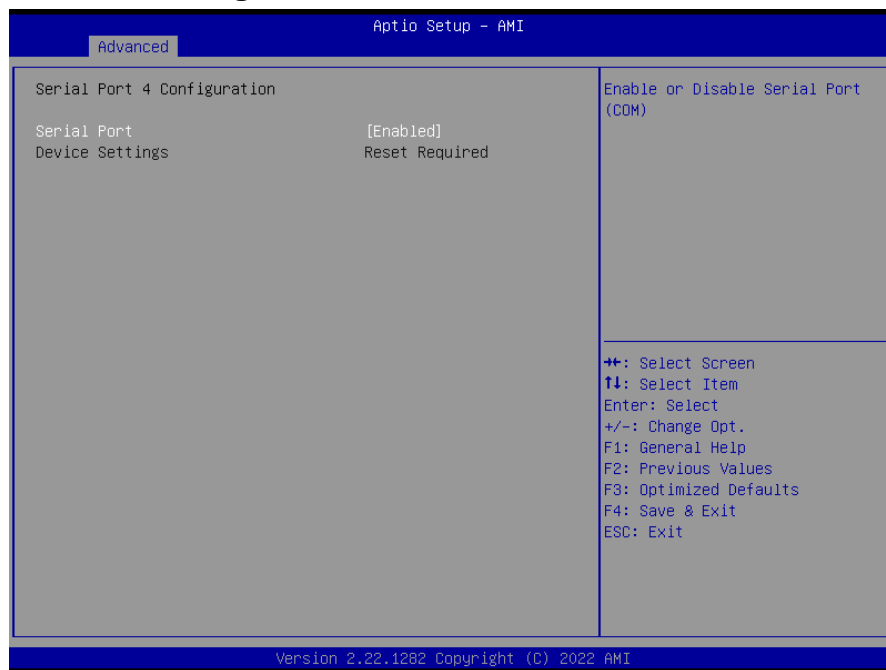 Aptio Setup – AMI
Advanced
Serial Port 4 Configuration
Serial Port [Enabled]
Device Settings Reset Required
Enable or Disable Serial Port
(COM)
→←: Select Screen
↑↓: Select Item
Enter: Select
+/-: Change Opt.
F1: General Help
F2: Previous Values
F3: Optimized Defaults
F4: Save & Exit
ESC: Exit
Version 2.22.1282 Copyright (C) 2022 AMI